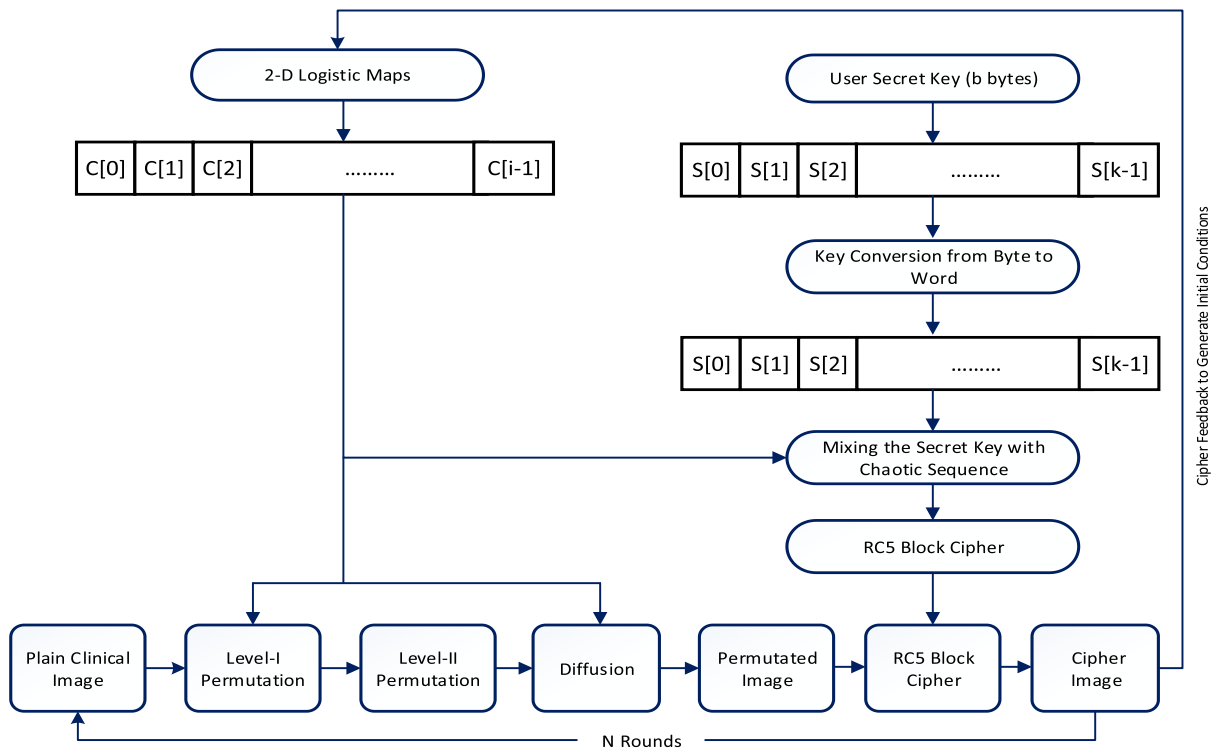 2-D Logistic Maps
User Secret Key (b bytes)
C[0] C[1] C[2] ......... C[i-1]
S[0] S[1] S[2] ......... S[k-1]
Key Conversion from Byte to
Word
S[0] S[1] S[2] ......... S[k-1]
Mixing the Secret Key with
Chaotic Sequence
RC5 Block Cipher
Cipher Feedback to Generate Initial Conditions
Plain Clinical
Image
Level-I
Permutation
Level-II
Permutation
Diffusion
Permutated
Image
RC5 Block
Cipher
Cipher
Image
N Rounds